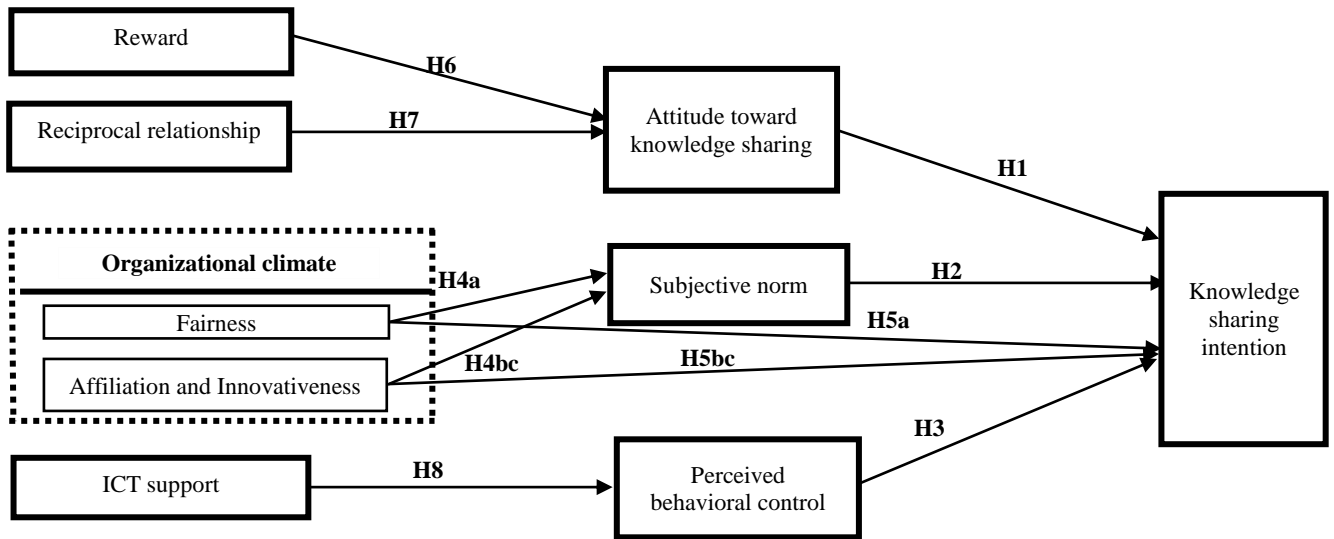 Reward
H6
Reciprocal relationship
H7
Attitude toward
knowledge sharing
H1
Organizational climate
H4a
Fairness
Affiliation and Innovativeness
H4bc
Subjective norm
H2
H5a
H5bc
Knowledge
sharing
intention
H3
ICT support
H8
Perceived
behavioral control